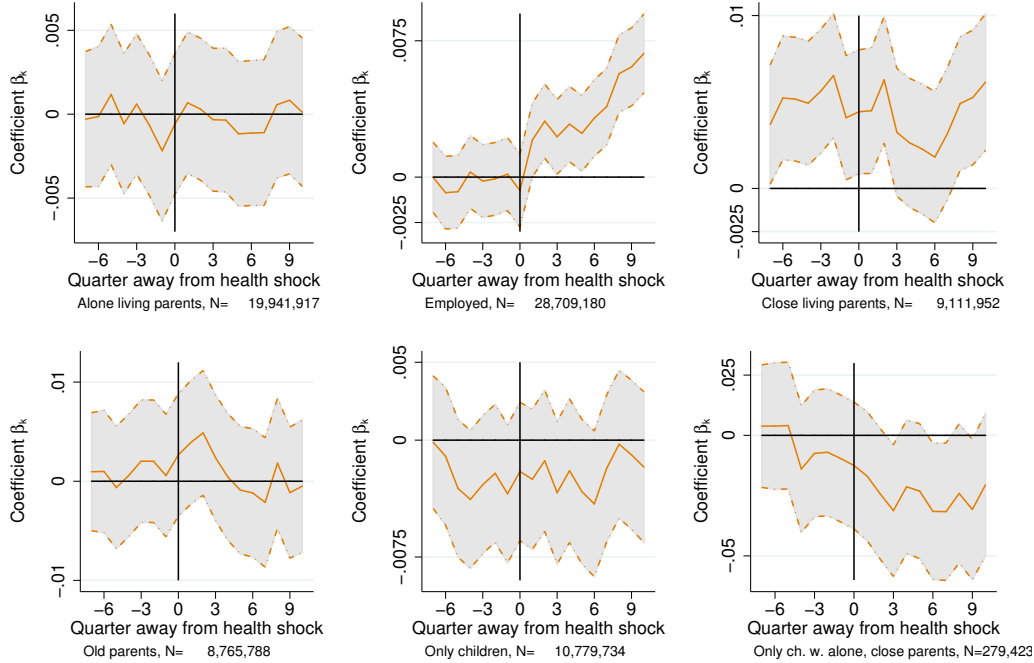 .005
0
-.005
Coefficient βk
-6 -3 0 3 6 9
Quarter away from health shock
Alone living parents, N= 19,941,917
.0075
0
-.0025
Coefficient βk
-6 -3 0 3 6 9
Quarter away from health shock
Employed, N= 28,709,180
.01
0
-.0025
Coefficient βk
-6 -3 0 3 6 9
Quarter away from health shock
Close living parents, N= 9,111,952
.01
0
-.01
Coefficient βk
-6 -3 0 3 6 9
Quarter away from health shock
Old parents, N= 8,765,788
.005
0
-.0075
Coefficient βk
-6 -3 0 3 6 9
Quarter away from health shock
Only children, N= 10,779,734
.025
0
-.05
Coefficient βk
-6 -3 0 3 6 9
Quarter away from health shock
Only ch. w. alone, close parents, N=279,423